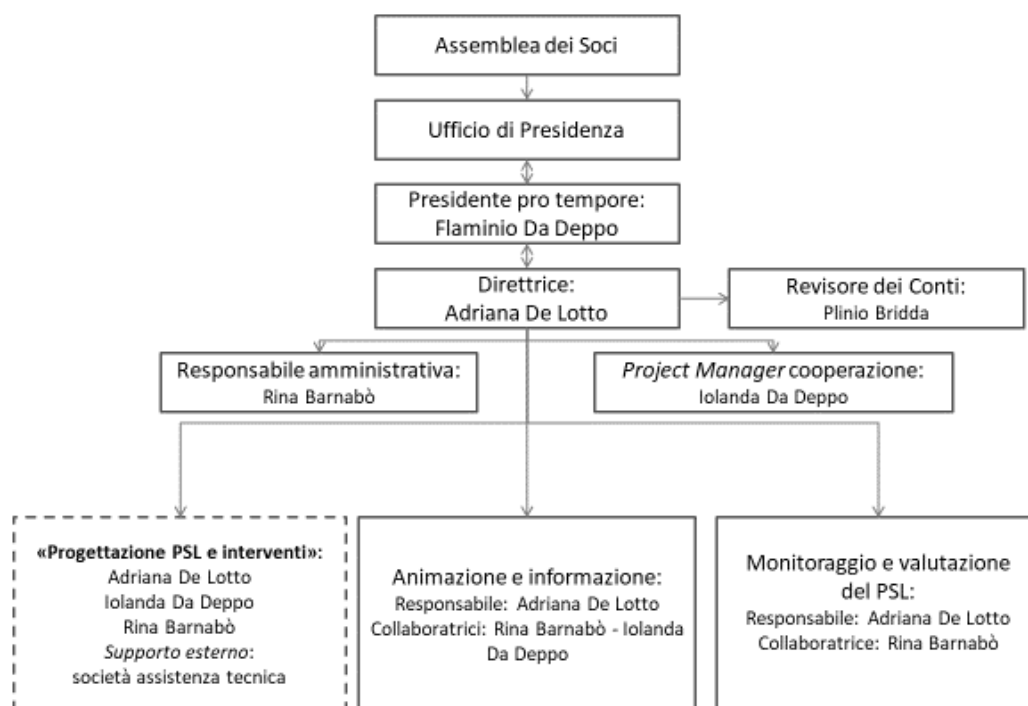 Assemblea dei Soci
Ufficio di Presidenza
Presidente pro tempore:
Flaminio Da Deppo
Direttrice:
Adriana De Lotto
Revisore dei Conti:
Plinio Bridda
Responsabile amministrativa:
Rina Barnabò
Project Manager cooperazione:
Iolanda Da Deppo
«Progettazione PSL e interventi»:
Adriana De Lotto
Iolanda Da Deppo
Rina Barnabò
Supporto esterno:
società assistenza tecnica
Animazione e informazione:
Responsabile: Adriana De Lotto
Collaboratrici: Rina Barnabò - Iolanda
Da Deppo
Monitoraggio e valutazione
del PSL:
Responsabile: Adriana De Lotto
Collaboratrice: Rina Barnabò